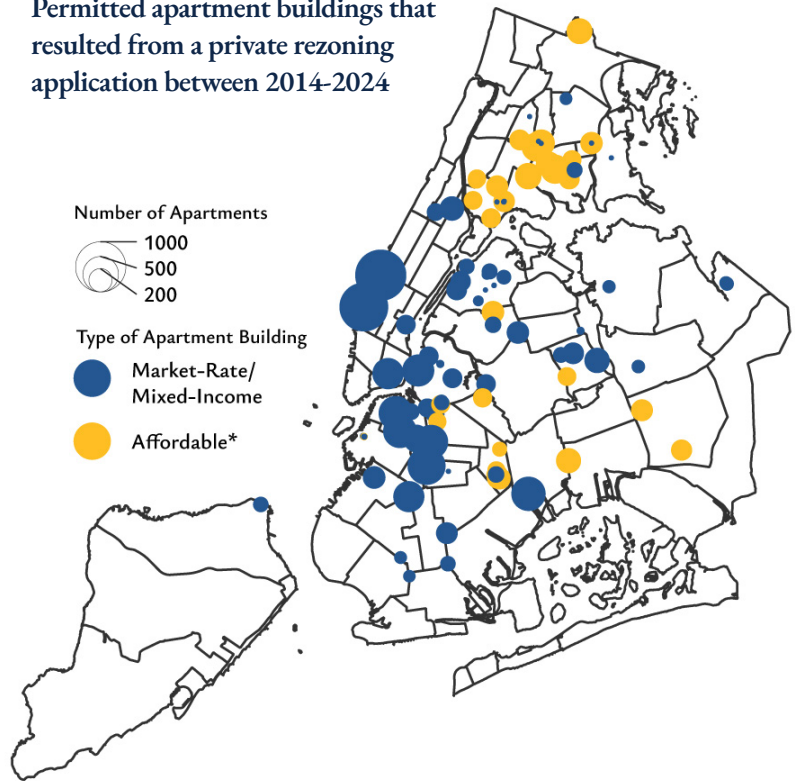 Permitted apartment buildings that
resulted from a private rezoning
application between 2014-2024
Number of Apartments
1000
500
200
Type of Apartment Building
Market-Rate/
Mixed-Income
Affordable*